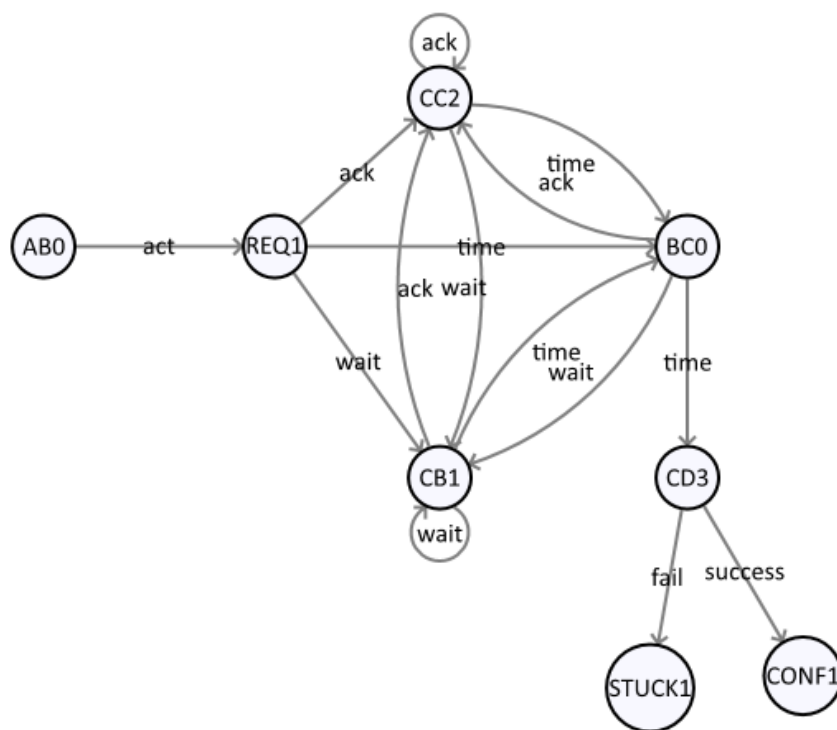 ack
CC2
time
ack
ack
AB0
act
REQ1
time
BC0
ack
wait
time
wait
wait
time
CB1
CD3
wait
fail
success
STUCK1
CONF1